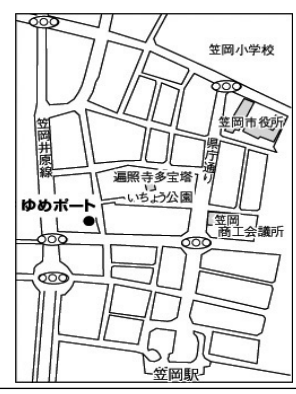 笠岡小学校
笠岡市役所
笠岡井原線
県庁通り
遍照寺多宝塔
いちょう公園
ゆめポート
笠岡
商工会議所
笠岡駅